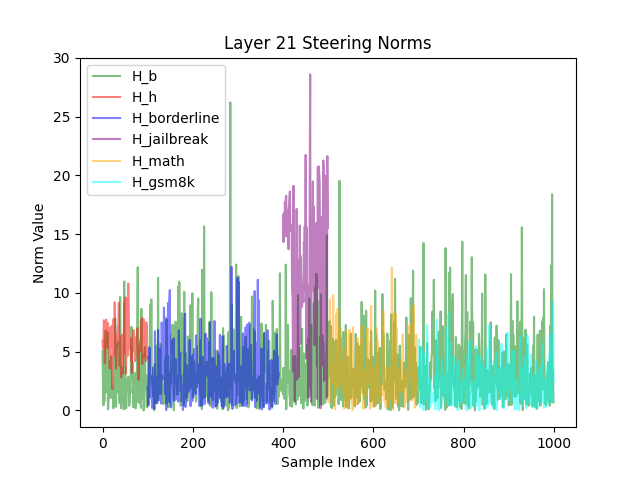 Layer 21 Steering Norms
H_b
H_h
H_borderline
H_jailbreak
H_math
H_gsm8k
Norm Value
30
25
20
15
10
5
0
0 200 400 600 800 1000
Sample Index